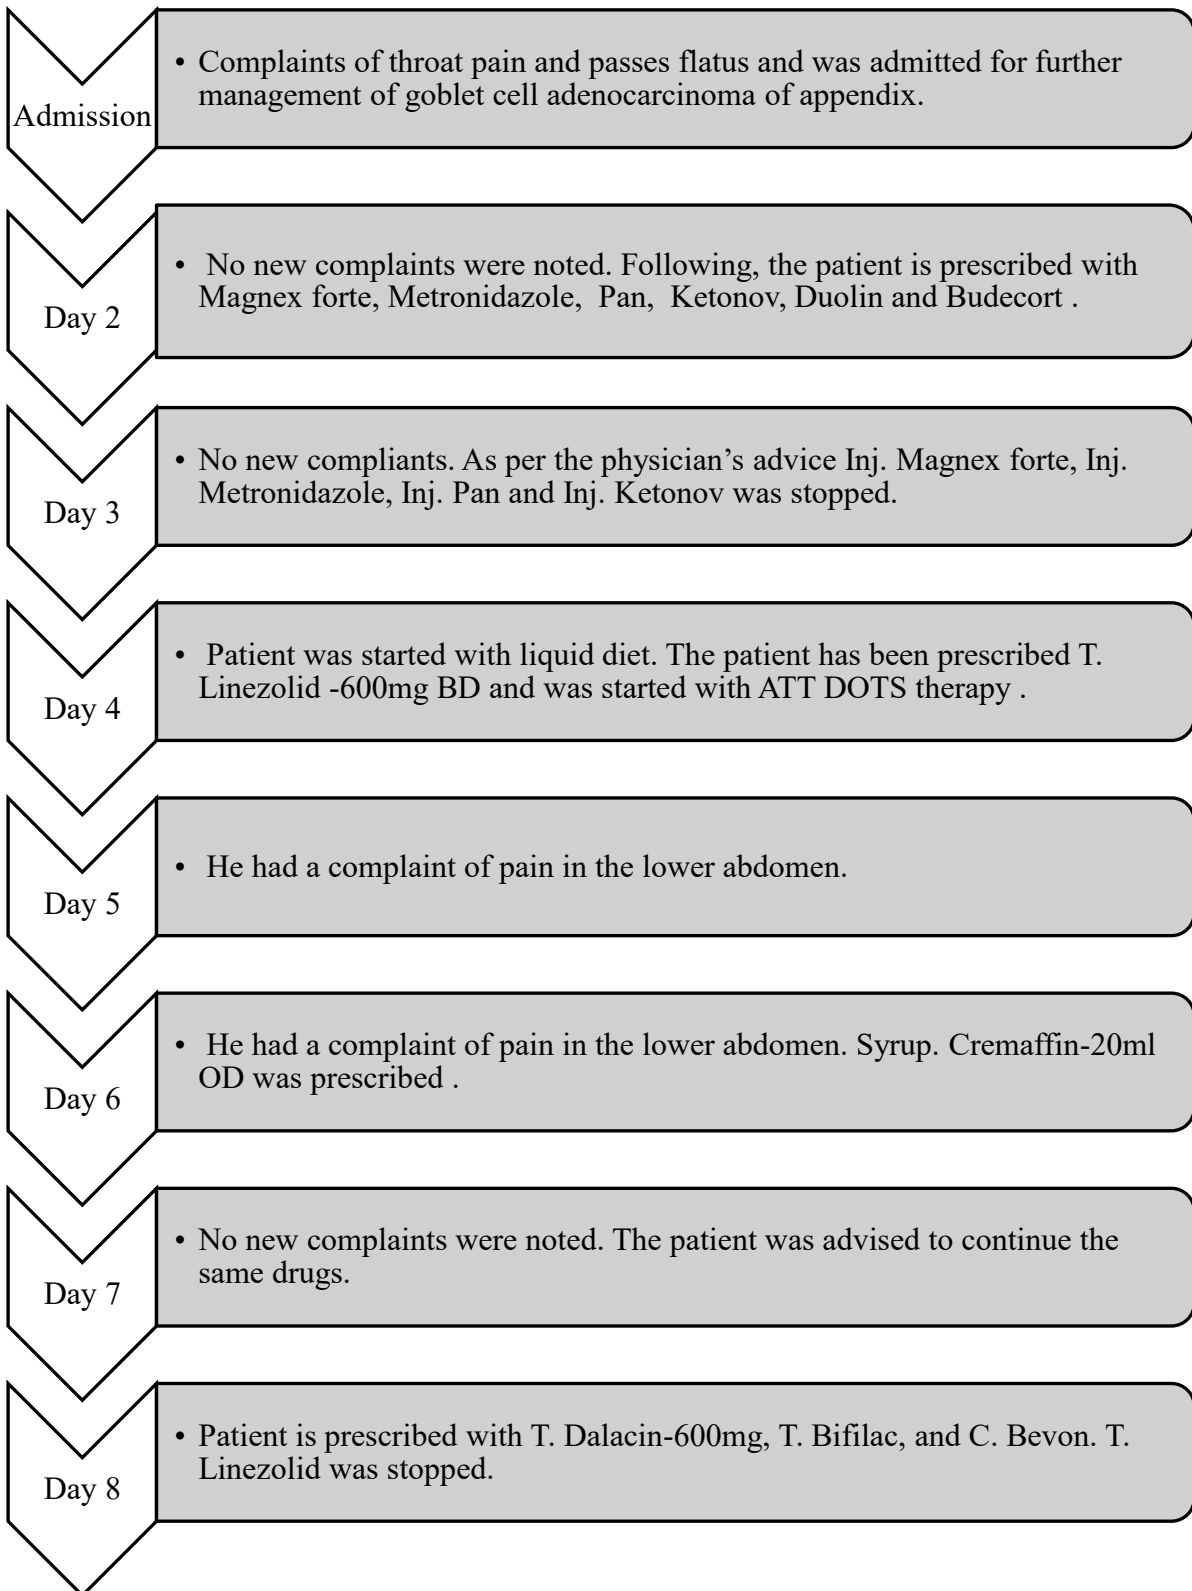 Admission
• Complaints of throat pain and passes flatus and was admitted for further
management of goblet cell adenocarcinoma of appendix.
Day 2
• No new complaints were noted. Following, the patient is prescribed with
Magnex forte, Metronidazole, Pan, Ketonov, Duolin and Budecort .
Day 3
• No new compliants. As per the physician’s advice Inj. Magnex forte, Inj.
Metronidazole, Inj. Pan and Inj. Ketonov was stopped.
Day 4
• Patient was started with liquid diet. The patient has been prescribed T.
Linezolid -600mg BD and was started with ATT DOTS therapy .
Day 5
• He had a complaint of pain in the lower abdomen.
Day 6
• He had a complaint of pain in the lower abdomen. Syrup. Cremaffin-20ml
OD was prescribed .
Day 7
• No new complaints were noted. The patient was advised to continue the
same drugs.
Day 8
• Patient is prescribed with T. Dalacin-600mg, T. Bifilac, and C. Bevon. T.
Linezolid was stopped.